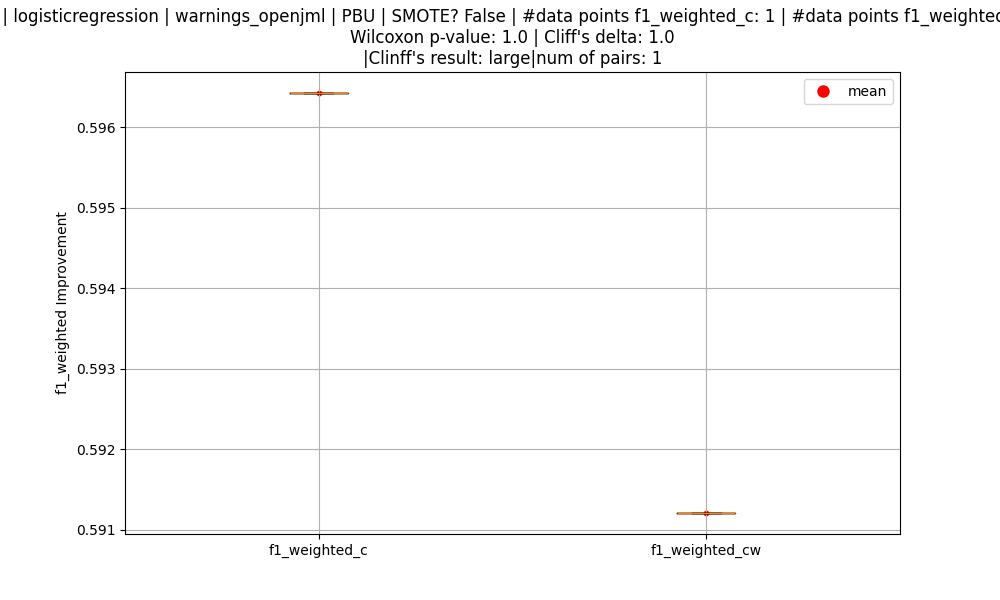 | logisticregression | warnings_openjml | PBU | SMOTE? False | #data points f1_weighted_c: 1 | #data points
Wilcoxon p-value: 1.0 | Cliff's delta: 1.0
|Clinff's result: large|num of pairs: 1
mean
0.596
0.595
0.594
0.593
0.592
0.591
f1_weighted Improvement
f1_weighted_c
f1_weighted_cw